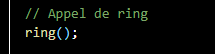 // Appel de ring
ring();